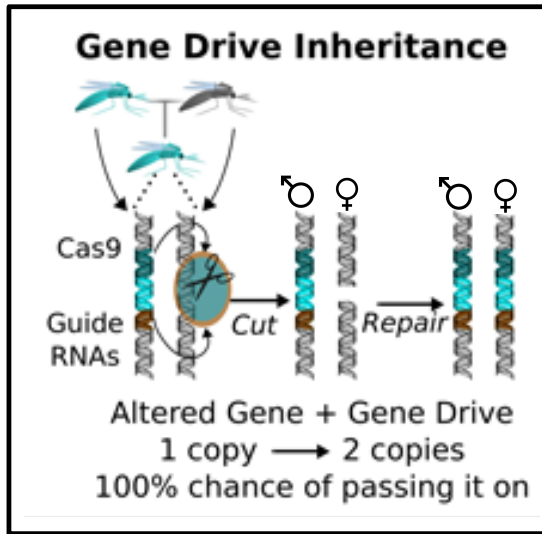 Gene Drive Inheritance
♂ ♀ ♂ ♀
Cas9
Guide
RNAs
Cut
Repair
Altered Gene + Gene Drive
1 copy ⟶ 2 copies
100% chance of passing it on